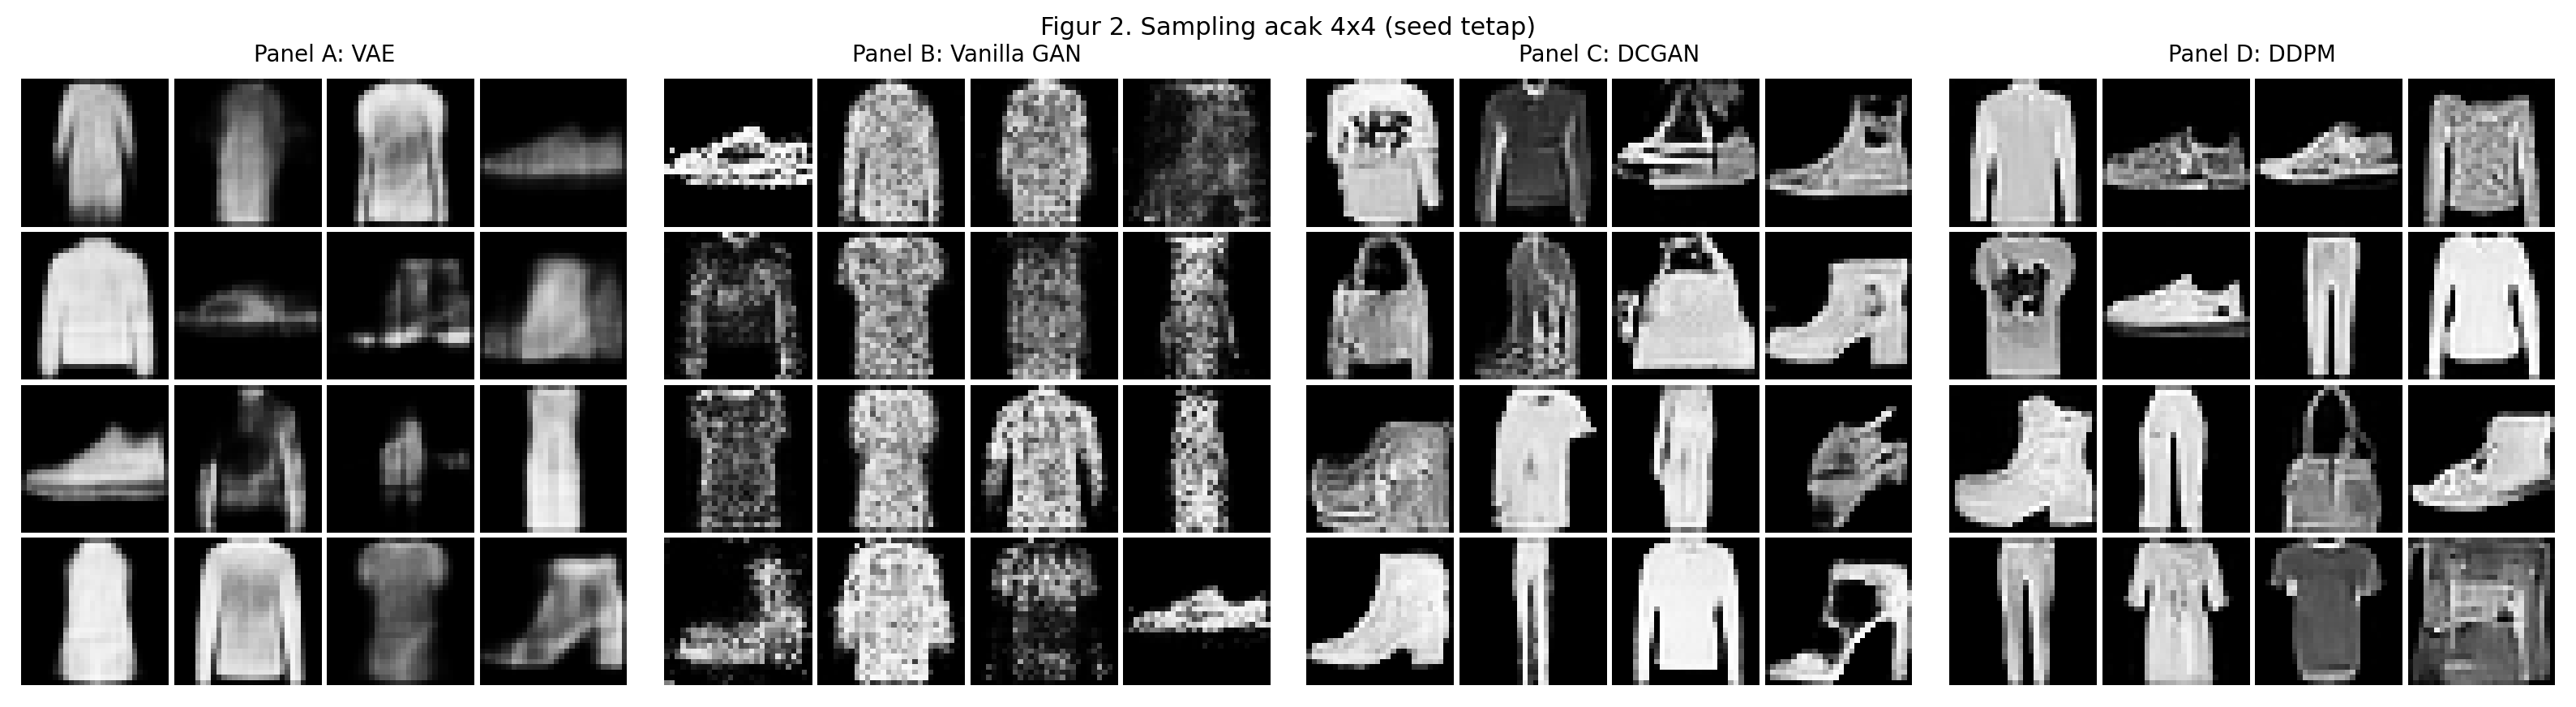 Figur 2. Sampling acak 4x4 (seed tetap)
Panel A: VAE
Panel B: Vanilla GAN
Panel C: DCGAN
Panel D: DDPM